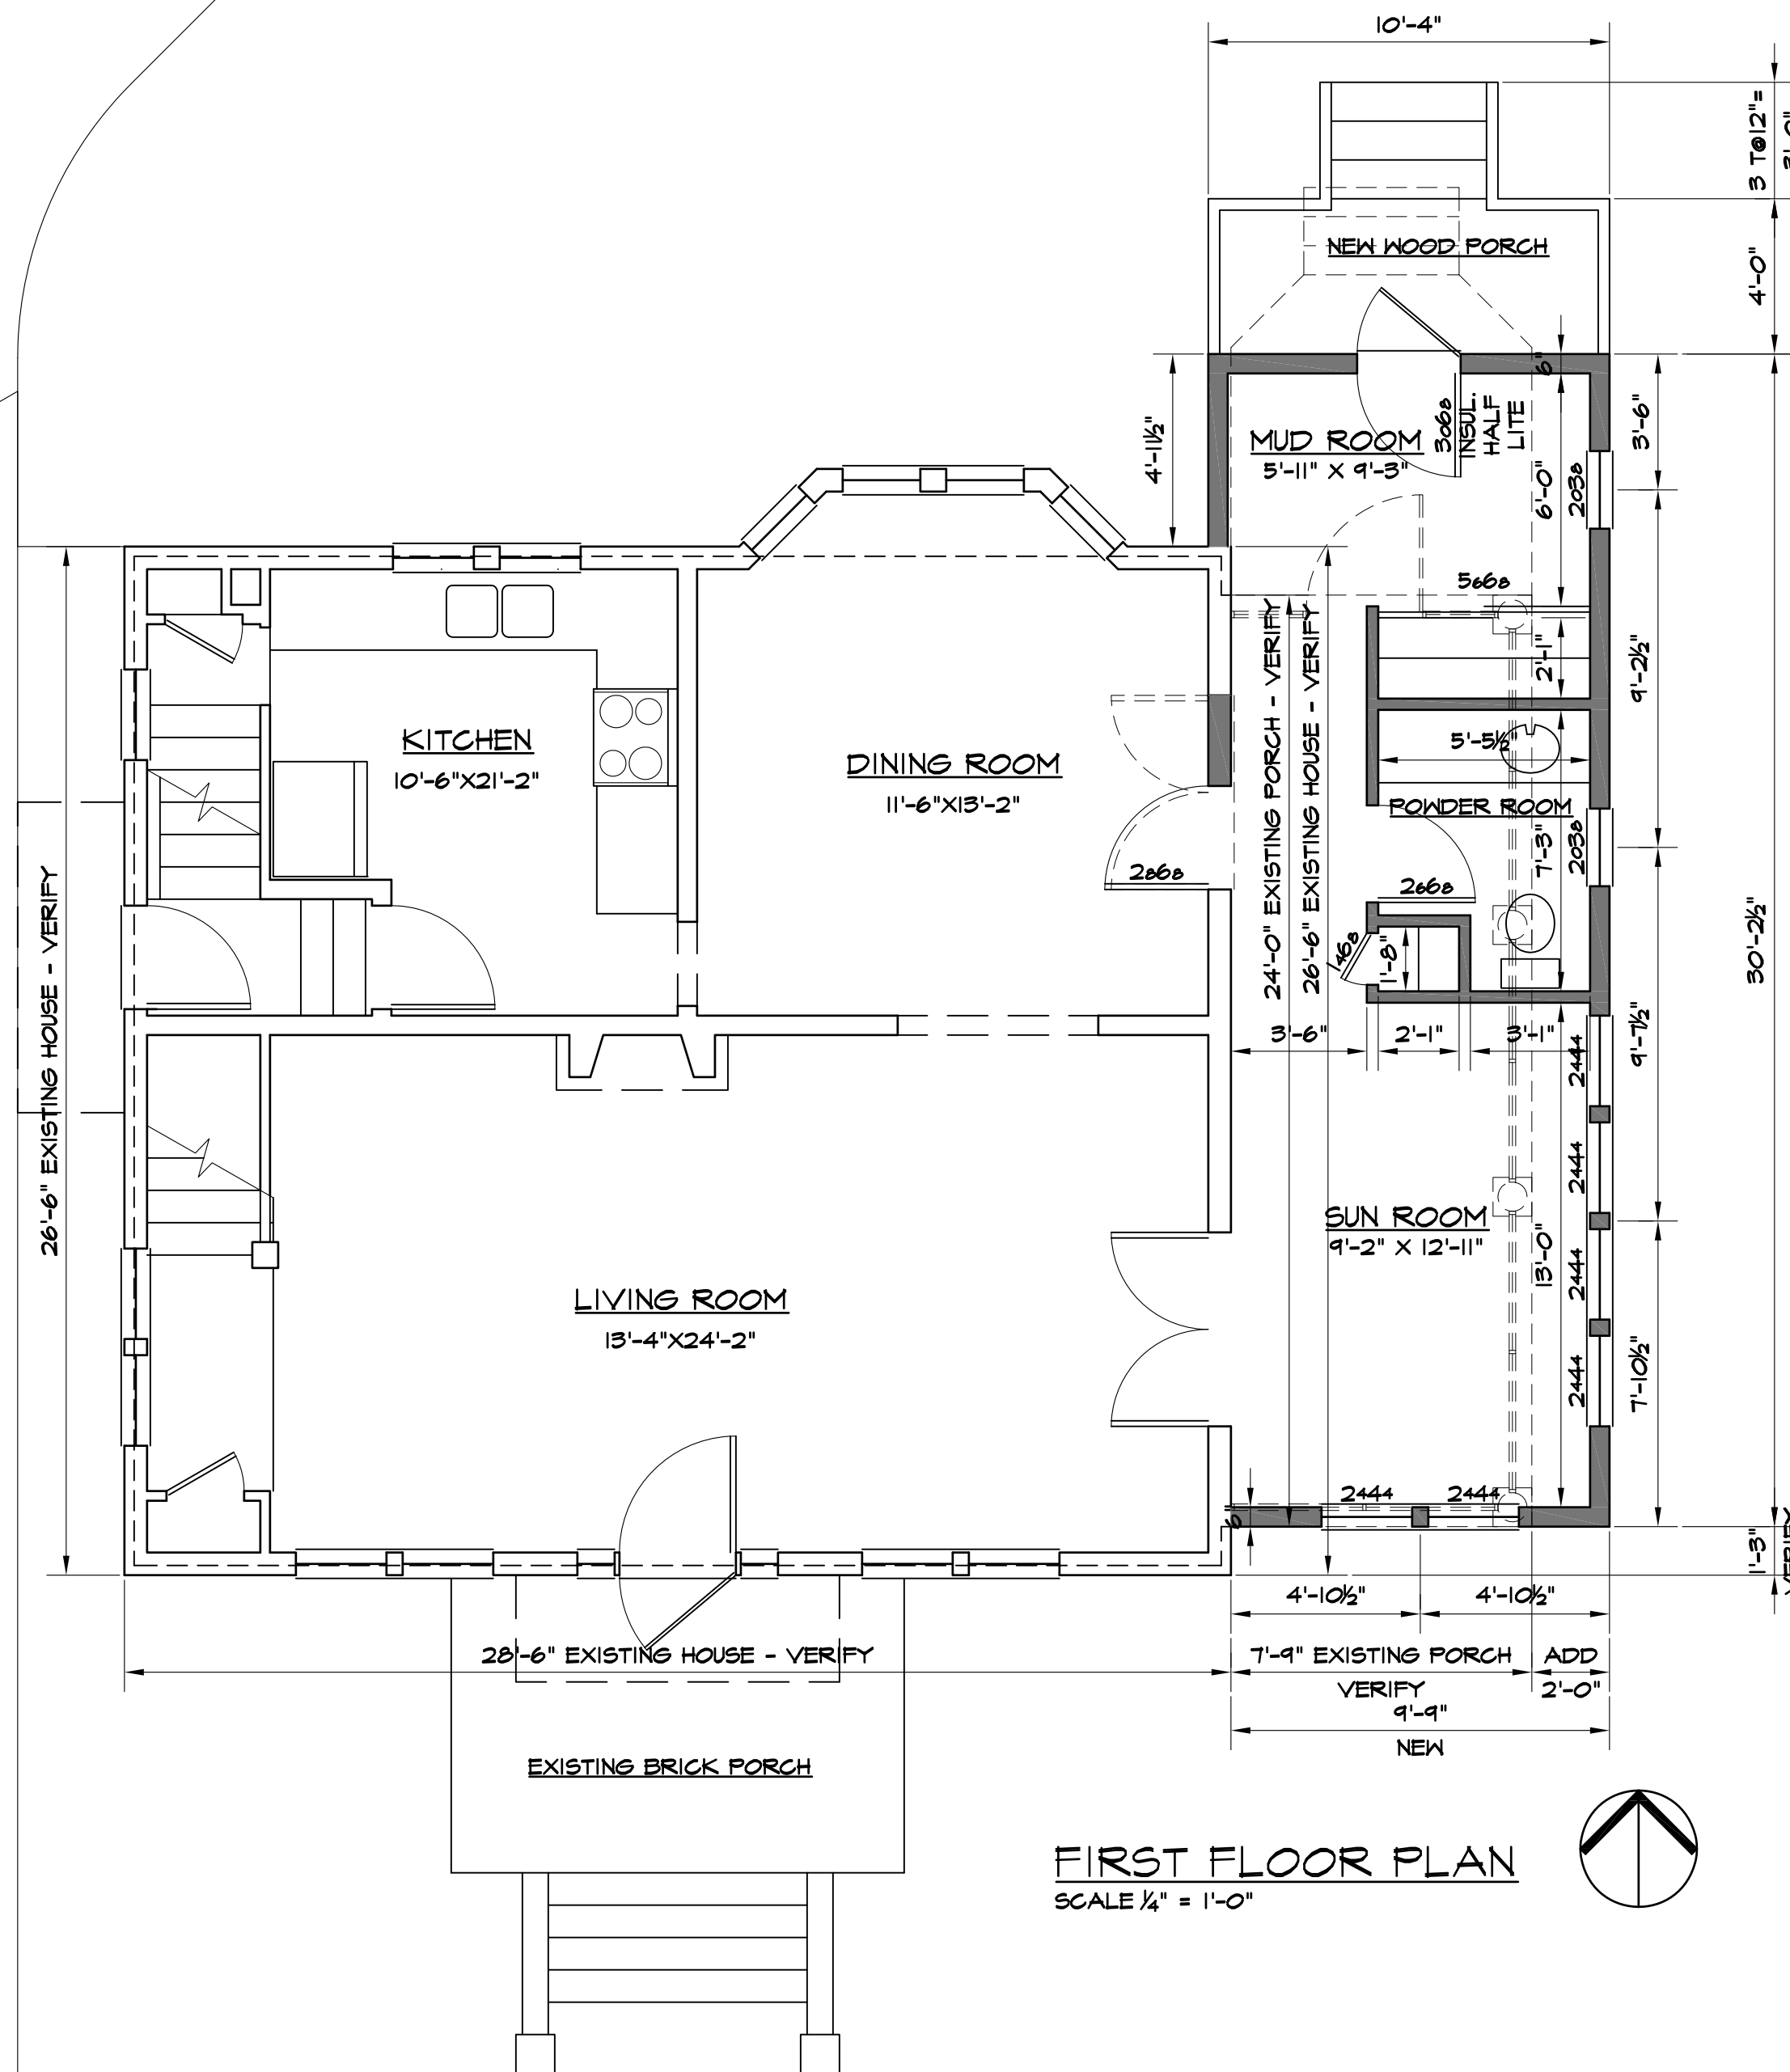 10'-4"
3 T@12"=
4'-0"
NEW WOOD PORCH
6"
3068
INSUL.
HALF
LITE
MUD ROOM
5'-11" X 9'-3"
4'-11½"
3'-6"
6'-0"
2038
5668
2'-1"
9'-2½"
KITCHEN
10'-6"X21'-2"
DINING ROOM
11'-6"X13'-2"
2868
24'-0" EXISTING PORCH - VERIFY
26'-6" EXISTING HOUSE - VERIFY
5'-5½"
POWDER ROOM
7'-3"
2038
2668
1468
1'-8"
26'-6" EXISTING HOUSE - VERIFY
30'-2½"
3'-6"
2'-1"
3'-1"
9'-7½"
2444
2444
2444
2444
SUN ROOM
9'-2" X 12'-11"
13'-0"
LIVING ROOM
13'-4"X24'-2"
7'-10½"
2444
2444
6"
1'-3"
VERIFY
4'-10½"
4'-10½"
28'-6" EXISTING HOUSE - VERIFY
7'-9" EXISTING PORCH
VERIFY
ADD
2'-0"
9'-9"
NEW
EXISTING BRICK PORCH
FIRST FLOOR PLAN
SCALE ¼" = 1'-0"